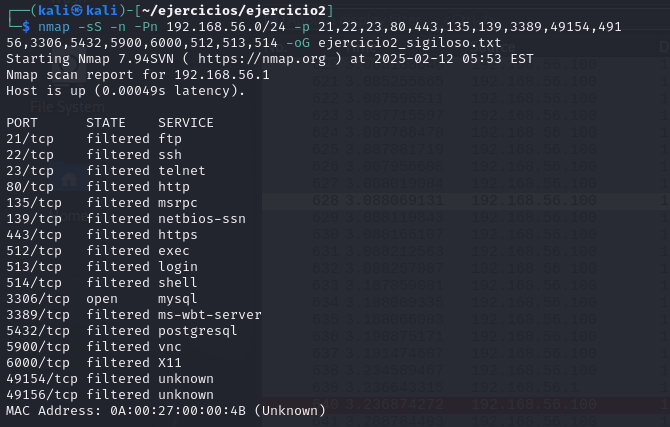 ┌──(kali㉿kali)-[~/ejercicios/ejercicio2]
└─$ nmap -sS -n -Pn 192.168.56.0/24 -p 21,22,23,80,443,135,139,3389,49154,491
56,3306,5432,5900,6000,512,513,514 -oG ejercicio2_sigiloso.txt
Starting Nmap 7.94SVN ( https://nmap.org ) at 2025-02-12 05:53 EST
Nmap scan report for 192.168.56.1
Host is up (0.00049s latency).
File System
PORT      STATE    SERVICE
21/tcp    filtered ftp
22/tcp    filtered ssh
23/tcp    filtered telnet
80/tcp    filtered http
135/tcp   filtered msrpc
139/tcp   filtered netbios-ssn
443/tcp   filtered https
512/tcp   filtered exec
513/tcp   filtered login
514/tcp   filtered shell
3306/tcp  open     mysql
3389/tcp  filtered ms-wbt-server
5432/tcp  filtered postgresql
5900/tcp  filtered vnc
6000/tcp  filtered X11
49154/tcp filtered unknown
49156/tcp filtered unknown
MAC Address: 0A:00:27:00:00:4B (Unknown)